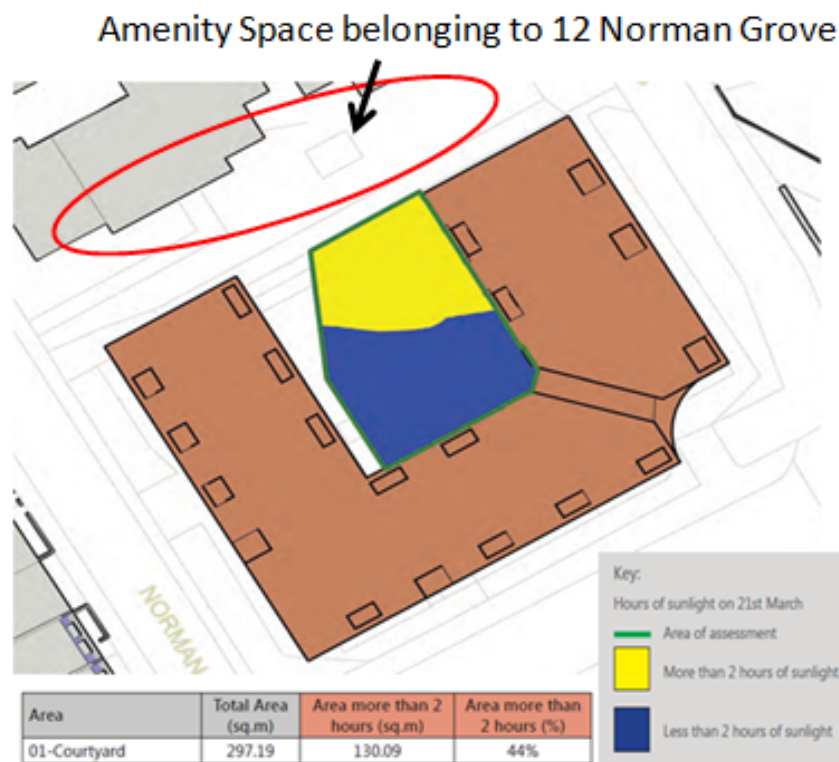 Amenity Space belonging to 12 Norman Grove
NORMAN
Key:
Hours of sunlight on 21st March
Area of assessment
More than 2 hours of sunlight
Less than 2 hours of sunlight
Area Total Area (sq.m) Area more than 2 hours (sq.m) Area more than 2 hours (%)
01-Courtyard 297.19 130.09 44%